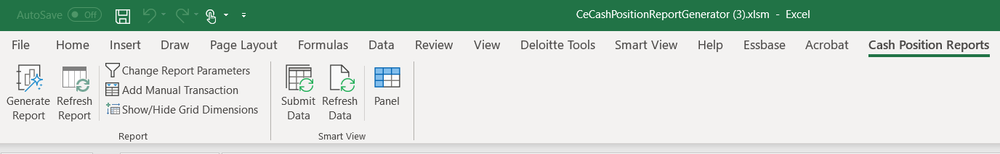 AutoSave Off CeCashPositionReportGenerator (3).xlsm - Excel
File Home Insert Draw Page Layout Formulas Data Review View Deloitte Tools Smart View Help Essbase Acrobat Cash Position Reports
Generate Report
Refresh Report
Change Report Parameters
Add Manual Transaction
Show/Hide Grid Dimensions
Report
Submit Data
Refresh Data
Panel
Smart View